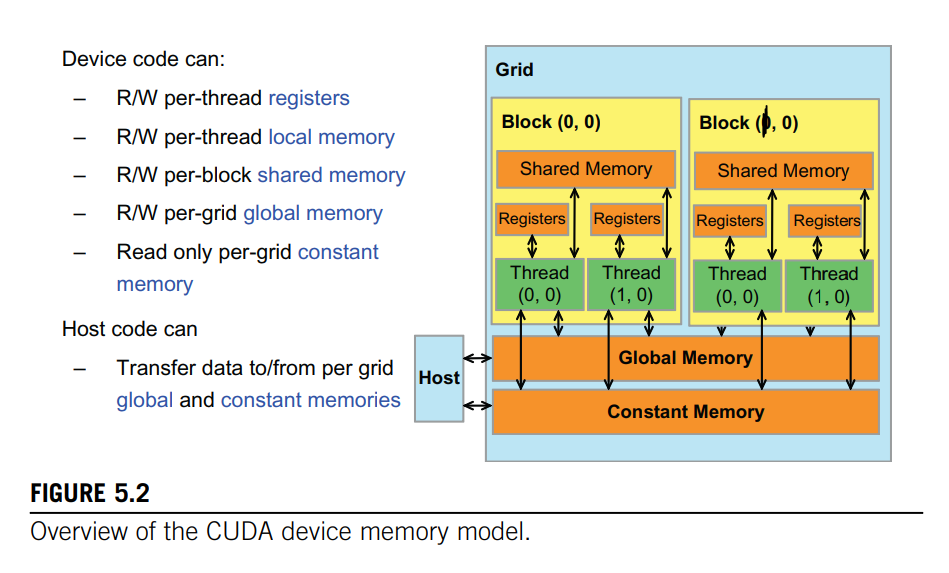 Device code can:
– R/W per-thread registers
– R/W per-thread local memory
– R/W per-block shared memory
– R/W per-grid global memory
– Read only per-grid constant
memory
Host code can
– Transfer data to/from per grid
global and constant memories
Grid
Block (0, 0)
Shared Memory
Registers
Registers
Thread
(0, 0)
Thread
(1, 0)
Block (0, 0)
Shared Memory
Registers
Registers
Thread
(0, 0)
Thread
(1, 0)
Host
Global Memory
Constant Memory
FIGURE 5.2
Overview of the CUDA device memory model.